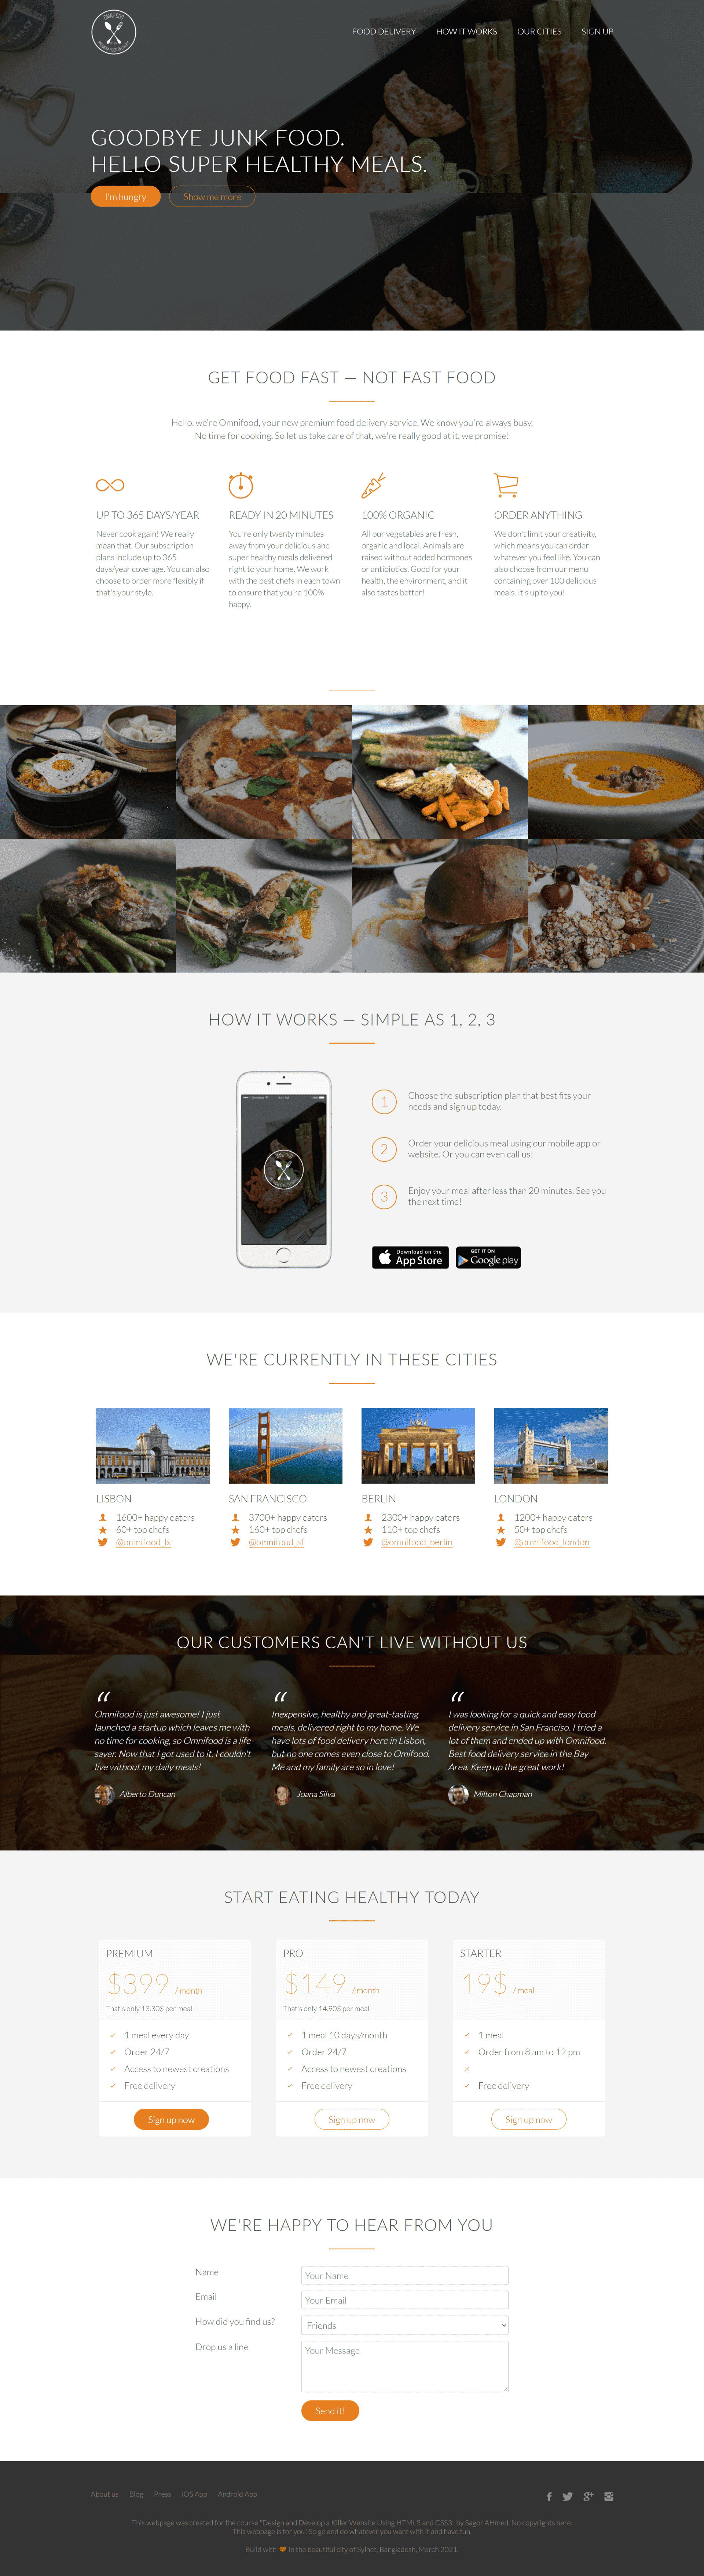 OMNIFOOD
FOOD DELIVERY HOW IT WORKS OUR CITIES SIGN UP
GOODBYE JUNK FOOD.
HELLO SUPER HEALTHY MEALS.
I'm hungry Show me more
GET FOOD FAST — NOT FAST FOOD
Hello, we're Omnifood, your new premium food delivery service. We know you're always busy.
No time for cooking. So let us take care of that, we're really good at it, we promise!
UP TO 365 DAYS/YEAR
Never cook again! We really
mean that. Our subscription
plans include up to 365
days/year coverage. You can also
choose to order more flexibly if
that's your style.
READY IN 20 MINUTES
You're only twenty minutes
away from your delicious and
super healthy meals delivered
right to your home. We work
with the best chefs in each town
to ensure that you're 100%
happy.
100% ORGANIC
All our vegetables are fresh,
organic and local. Animals are
raised without added hormones
or antibiotics. Good for your
health, the environment, and it
also tastes better!
ORDER ANYTHING
We don't limit your creativity,
which means you can order
whatever you feel like. You can
also choose from our menu
containing over 100 delicious
meals. It's up to you!
HOW IT WORKS — SIMPLE AS 1, 2, 3
1 Choose the subscription plan that best fits your
needs and sign up today.
2 Order your delicious meal using our mobile app or
website. Or you can even call us!
3 Enjoy your meal after less than 20 minutes. See you
the next time!
Download on the
App Store
GET IT ON
Google play
WE'RE CURRENTLY IN THESE CITIES
LISBON
1600+ happy eaters
60+ top chefs
@omnifood_lx
SAN FRANCISCO
3700+ happy eaters
160+ top chefs
@omnifood_sf
BERLIN
2300+ happy eaters
110+ top chefs
@omnifood_berlin
LONDON
1200+ happy eaters
50+ top chefs
@omnifood_london
OUR CUSTOMERS CAN'T LIVE WITHOUT US
“
Omnifood is just awesome! I just
launched a startup which leaves me with
no time for cooking, so Omnifood is a life-
saver. Now that I got used to it, I couldn't
live without my daily meals!
Alberto Duncan
“
Inexpensive, healthy and great-tasting
meals, delivered right to my home. We
have lots of food delivery here in Lisbon,
but no one comes even close to Omifood.
Me and my family are so in love!
Joana Silva
“
I was looking for a quick and easy food
delivery service in San Franciso. I tried a
lot of them and ended up with Omnifood.
Best food delivery service in the Bay
Area. Keep up the great work!
Milton Chapman
START EATING HEALTHY TODAY
PREMIUM
$399 / month
That's only 13.30$ per meal
1 meal every day
Order 24/7
Access to newest creations
Free delivery
Sign up now
PRO
$149 / month
That's only 14.90$ per meal
1 meal 10 days/month
Order 24/7
Access to newest creations
Free delivery
Sign up now
STARTER
19$ / meal
1 meal
Order from 8 am to 12 pm
Free delivery
Sign up now
WE'RE HAPPY TO HEAR FROM YOU
Name Your Name
Email Your Email
How did you find us? Friends
Drop us a line Your Message
Send it!
About us Blog Press iOS App Android App
This webpage was created for the course "Design and Develop a Killer Website Using HTML5 and CSS3" by Sagor AHmed. No copyrights here.
This webpage is for you! So go and do whatever you want with it and have fun.
Build with in the beautiful city of Sylhet, Bangladesh, March 2021.